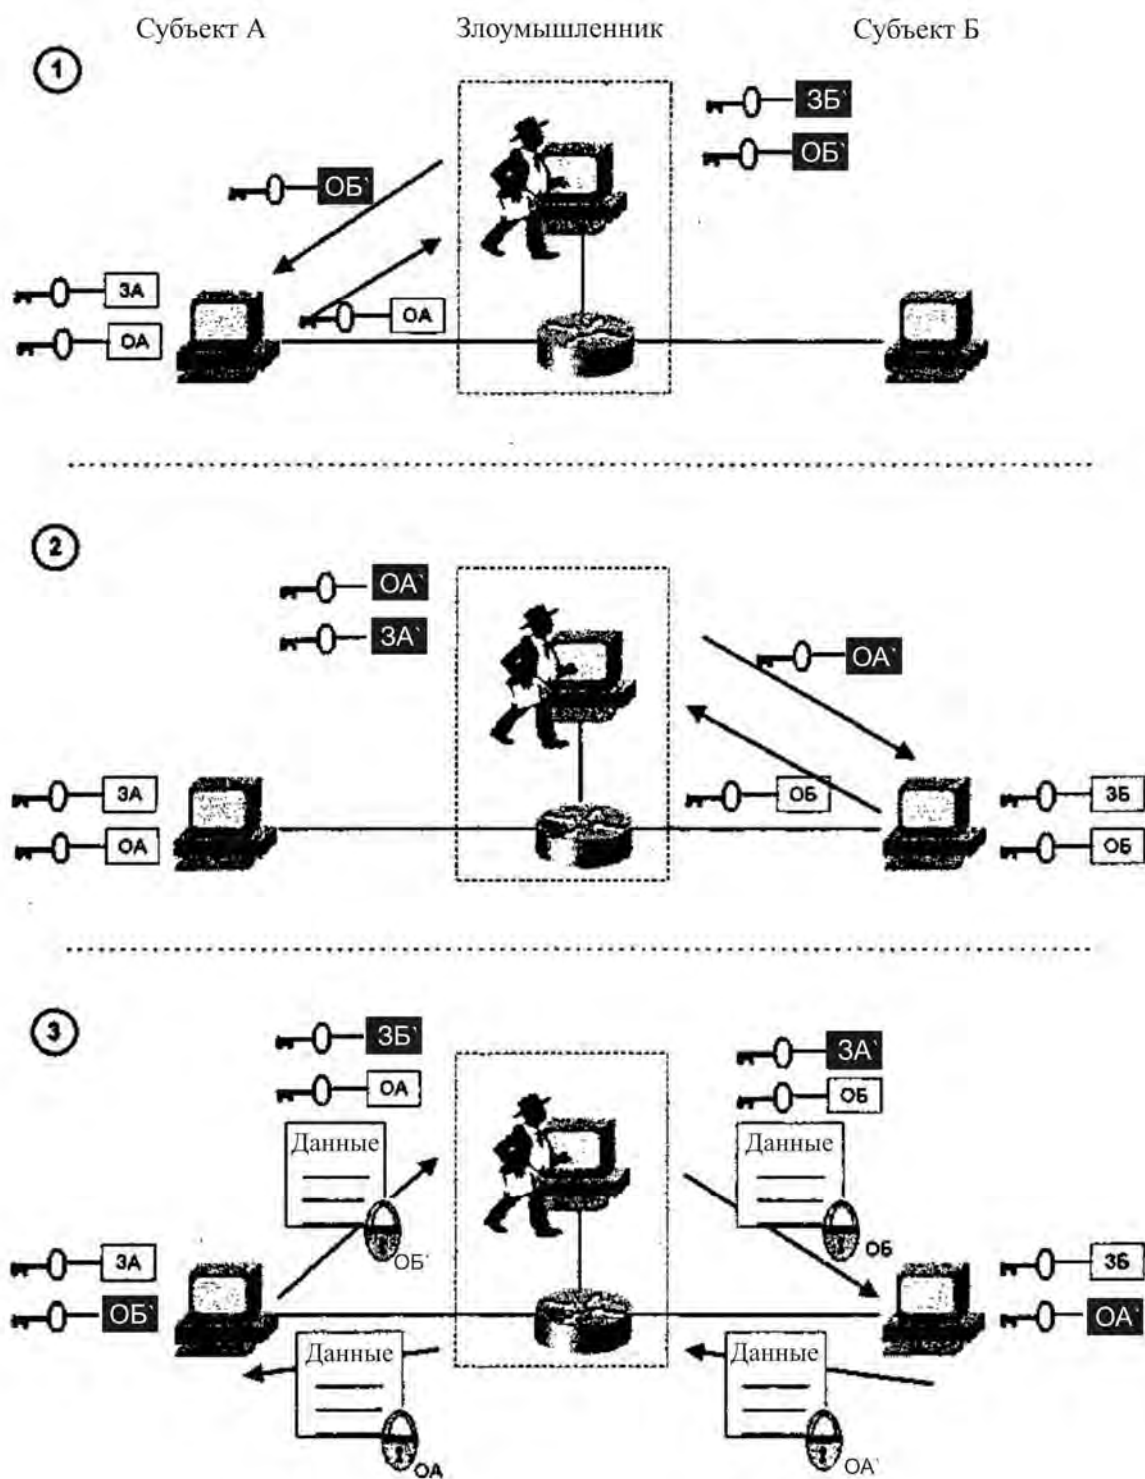 Субъект А
Злоумышленник
Субъект Б
1
ЗБ`
ОБ`
ОБ`
ЗА
ОА
ОА
2
ОА`
ЗА`
ОА`
ЗА
ОА
ОБ
ЗБ
ОБ
3
ЗБ`
ОА
ЗА`
ОБ
Данные
ОБ`
Данные
ОБ
ЗА
ОБ`
ЗБ
ОА`
Данные
ОА
Данные
ОА`